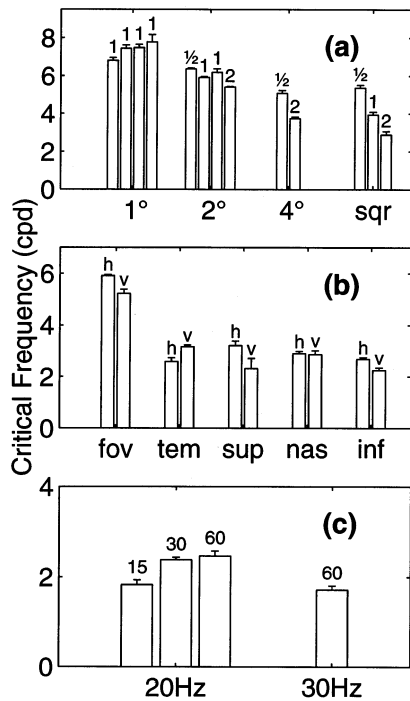 Critical Frequency (cpd)
(a)
8
6
4
2
0
1 1 1 1
½ 1 1 2
½ 2
½ 1 2
1° 2° 4° sqr
(b)
6
4
2
0
h v h v h v h v h v
fov tem sup nas inf
(c)
4
2
0
15 30 60 60
20Hz 30Hz